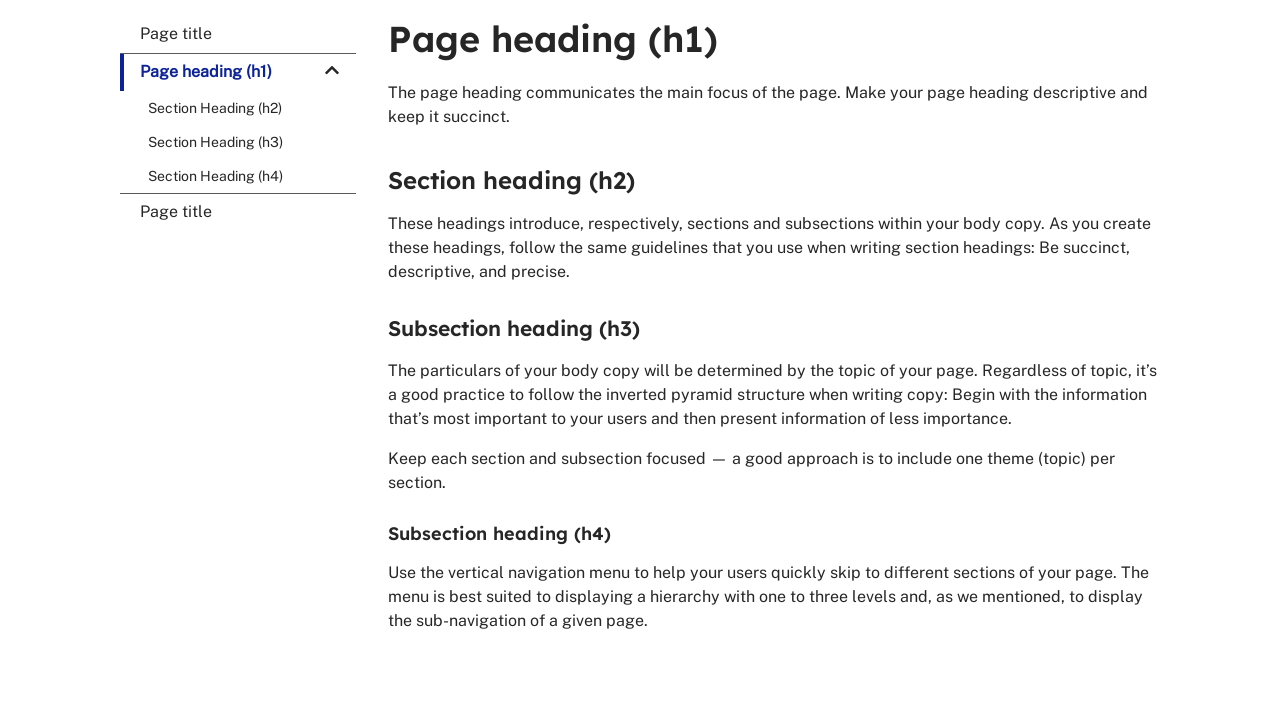 Page title
Page heading (h1)
Section Heading (h2)
Section Heading (h3)
Section Heading (h4)
Page title
Page heading (h1)
The page heading communicates the main focus of the page. Make your page heading descriptive and
keep it succinct.
Section heading (h2)
These headings introduce, respectively, sections and subsections within your body copy. As you create
these headings, follow the same guidelines that you use when writing section headings: Be succinct,
descriptive, and precise.
Subsection heading (h3)
The particulars of your body copy will be determined by the topic of your page. Regardless of topic, it’s
a good practice to follow the inverted pyramid structure when writing copy: Begin with the information
that’s most important to your users and then present information of less importance.
Keep each section and subsection focused — a good approach is to include one theme (topic) per
section.
Subsection heading (h4)
Use the vertical navigation menu to help your users quickly skip to different sections of your page. The
menu is best suited to displaying a hierarchy with one to three levels and, as we mentioned, to display
the sub-navigation of a given page.